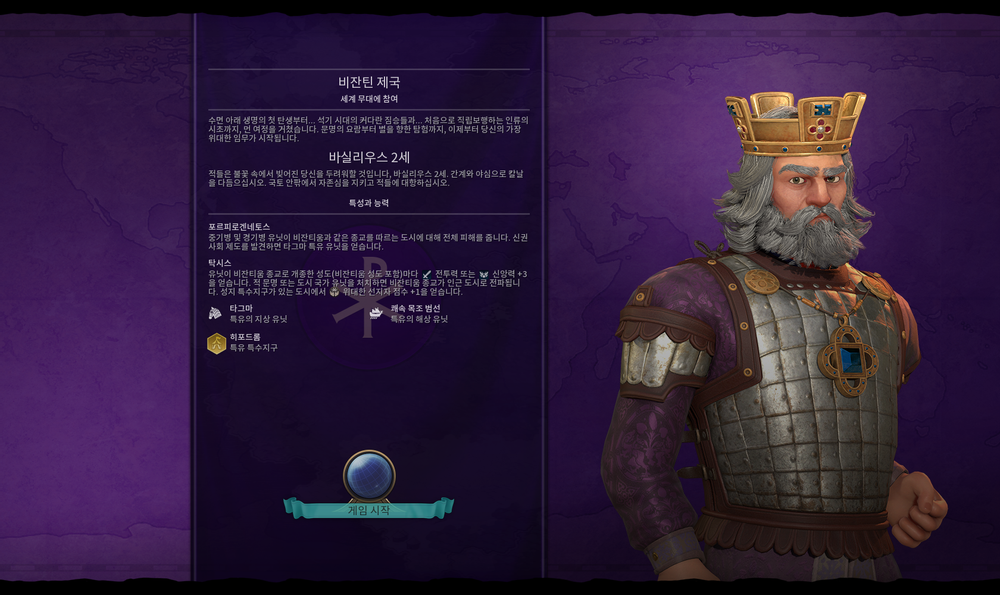 비잔틴 제국
세계 무대에 참여
수면 아래 생명의 첫 탄생부터... 석기 시대의 커다란 짐승들과... 처음으로 직립보행하는 인류의
시초까지, 먼 여정을 거쳤습니다. 문명의 요람부터 별을 향한 탐험까지, 이제부터 당신의 가장
위대한 임무가 시작됩니다.
바실리우스 2세
적들은 불꽃 속에서 빚어진 당신을 두려워할 것입니다, 바실리우스 2세. 간계와 야심으로 칼날
을 다듬으십시오. 국토 안팎에서 자존심을 지키고 적들에 대항하십시오.
특성과 능력
포르피로겐네토스
중기병 및 경기병 유닛이 비잔티움과 같은 종교를 따르는 도시에 대해 전체 피해를 줍니다. 신권
사회 제도를 발견하면 타그마 특유 유닛을 얻습니다.
탁시스
유닛이 비잔티움 종교로 개종한 성도(비잔티움 성도 포함)마다 전투력 또는 신앙력 +3
을 얻습니다. 적 문명 또는 도시 국가 유닛을 처치하면 비잔티움 종교가 인근 도시로 전파됩니
다. 성지 특수지구가 있는 도시에서 위대한 선지자 점수 +1을 얻습니다.
타그마
특유의 지상 유닛
쾌속 목조 범선
특유의 해상 유닛
히포드롬
특유 특수지구
게임 시작